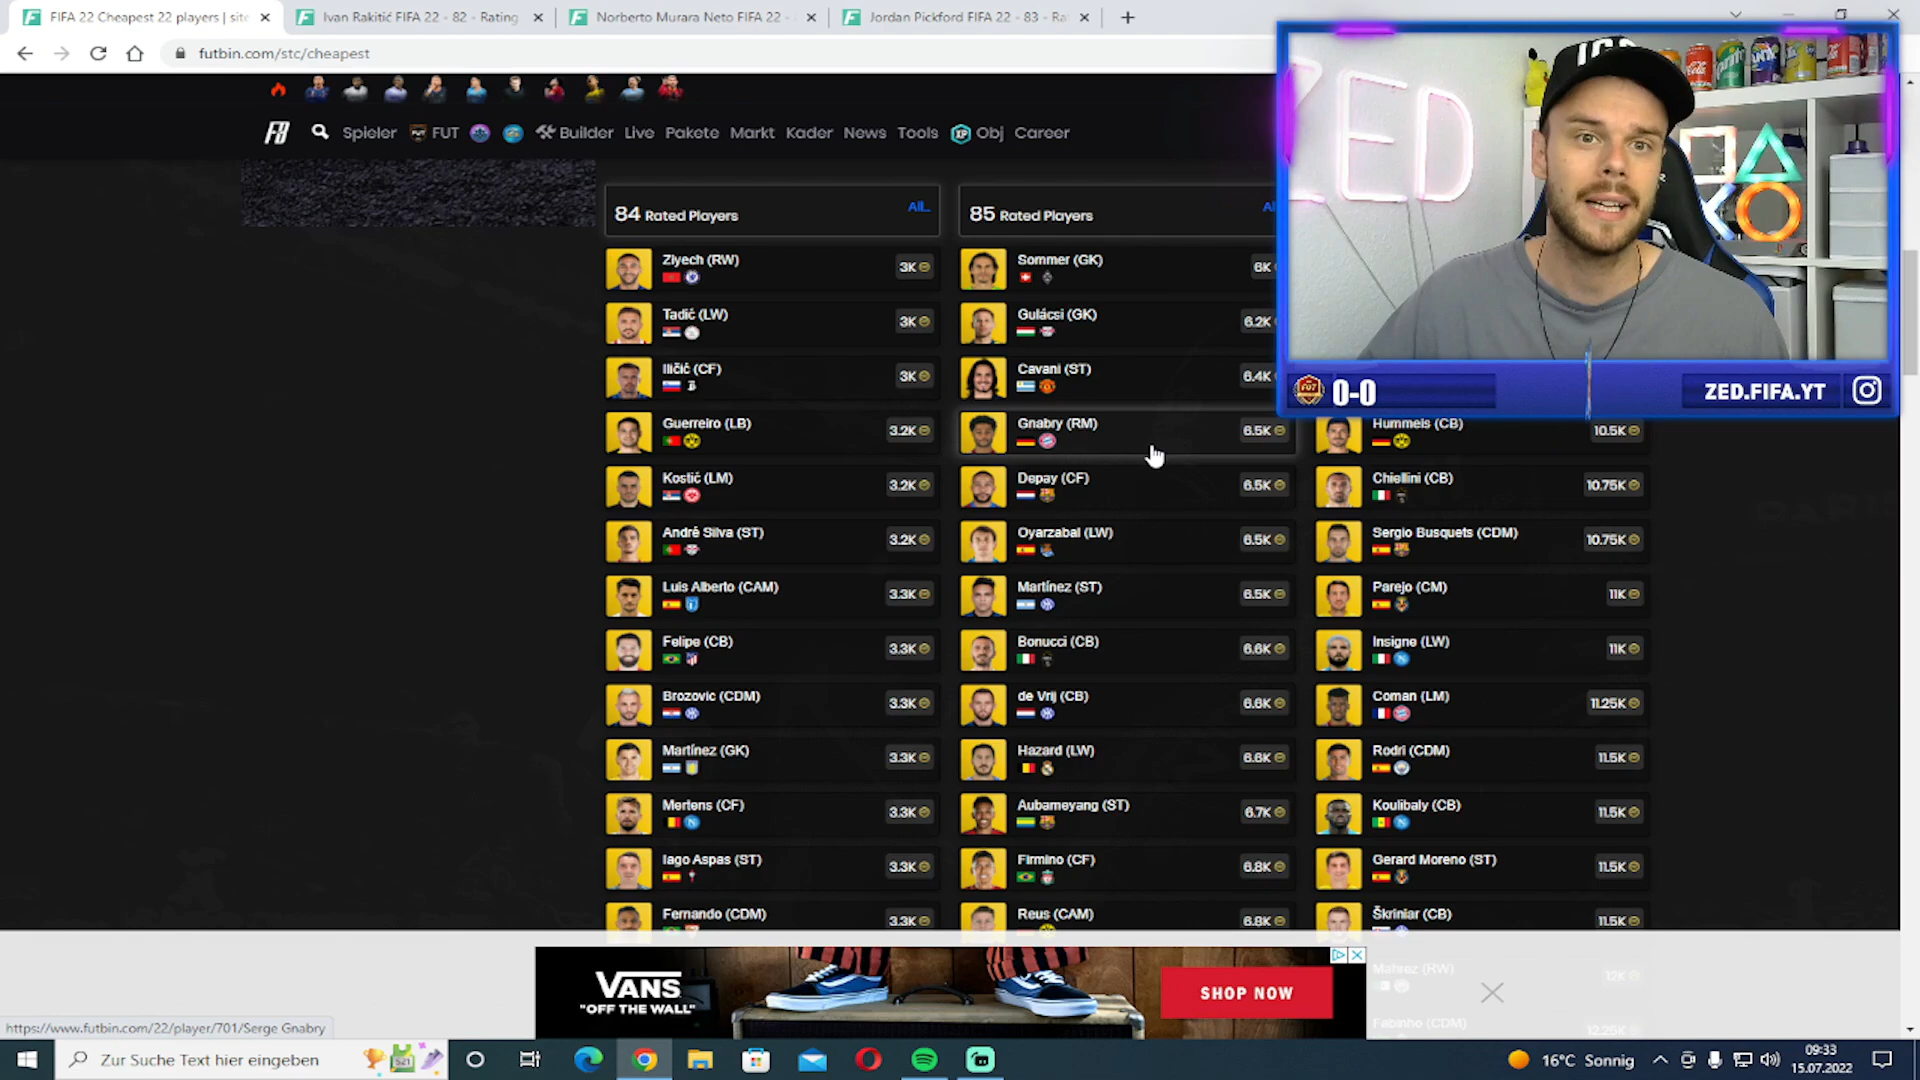 FIFA 22 Cheapest 22 players | site
Ivan Rakitić FIFA 22 - 82 - Rating
Norberto Murara Neto FIFA 22 -
Jordan Pickford FIFA 22 - 83 - Ra
futbin.com/stc/cheapest
Spieler FUT Builder Live Pakete Markt Kader News Tools Obj Career
84 Rated Players All..
Ziyech (RW) 3K
Tadić (LW) 3K
Iličić (CF) 3K
Guerreiro (LB) 3.2K
Kostić (LM) 3.2K
André Silva (ST) 3.2K
Luis Alberto (CAM) 3.3K
Felipe (CB) 3.3K
Brozovic (CDM) 3.3K
Martínez (GK) 3.3K
Mertens (CF) 3.3K
Iago Aspas (ST) 3.3K
Fernando (CDM) 3.3K
85 Rated Players Al
Sommer (GK) 6K
Gulácsi (GK) 6.2K
Cavani (ST) 6.4K
Gnabry (RM) 6.5K
Depay (CF) 6.5K
Oyarzabal (LW) 6.5K
Martínez (ST) 6.5K
Bonucci (CB) 6.6K
de Vrij (CB) 6.6K
Hazard (LW) 6.6K
Aubameyang (ST) 6.7K
Firmino (CF) 6.8K
Reus (CAM) 6.8K
Hummels (CB) 10.5K
Chiellini (CB) 10.75K
Sergio Busquets (CDM) 10.75K
Parejo (CM) 11K
Insigne (LW) 11K
Coman (LM) 11.25K
Rodri (CDM) 11.5K
Koulibaly (CB) 11.5K
Gerard Moreno (ST) 11.5K
Škriniar (CB) 11.5K
Mahrez (RW) 12K
Fabinho (CDM) 12.25K
ZED
0-0
ZED.FIFA.YT
VANS
"OFF THE WALL"
SHOP NOW
https://www.futbin.com/22/player/701/Serge Gnabry
Zur Suche Text hier eingeben
16°C Sonnig
09:33
15.07.2022